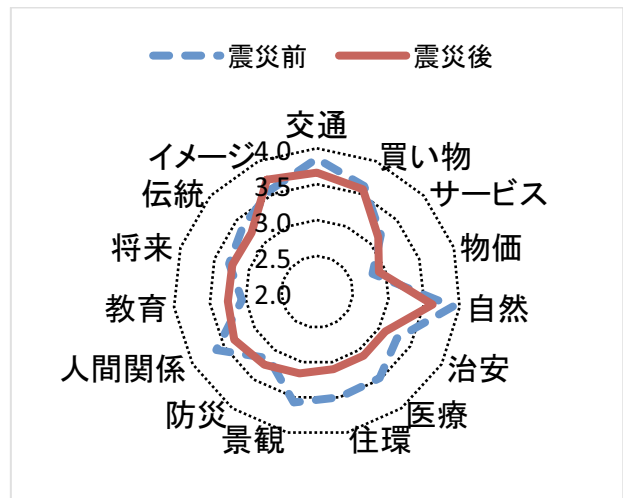 震災前 震災後
交通
買い物
サービス
物価
自然
治安
医療
住環
景観
防災
人間関係
教育
将来
伝統
イメージ
4.0
3.5
3.0
2.5
2.0